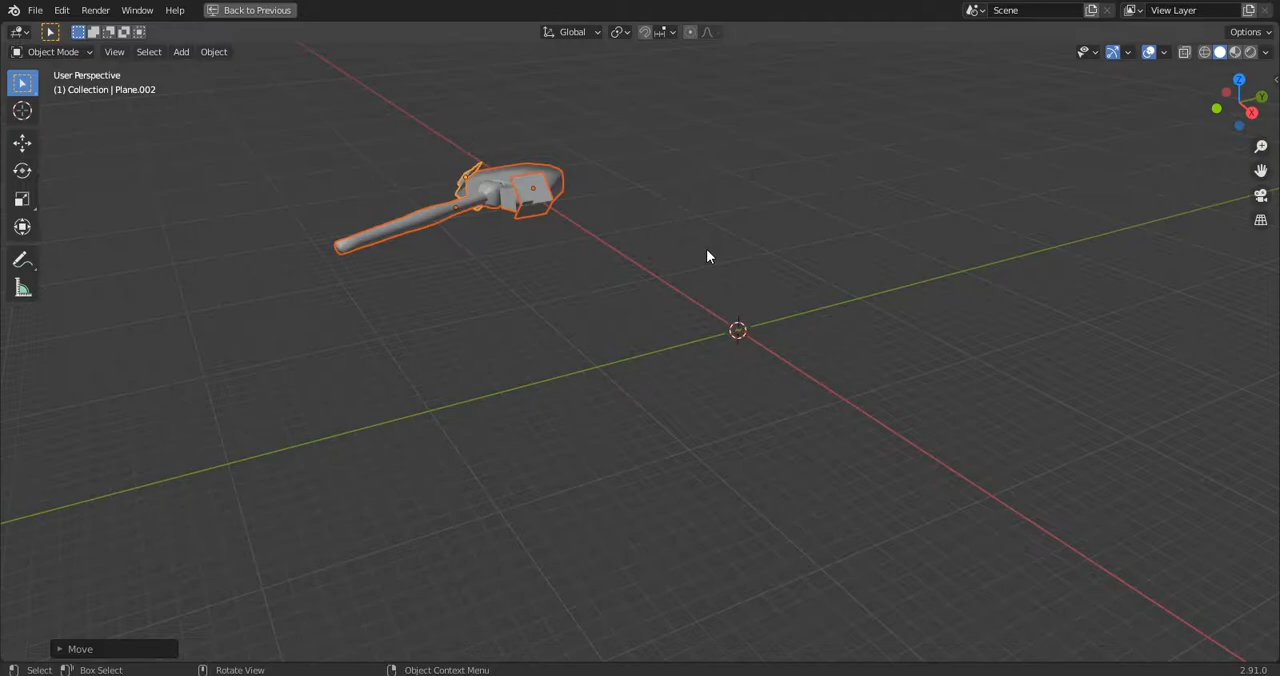 File Edit Render Window Help Back to Previous Scene View Layer
Global Options
Object Mode View Select Add Object
User Perspective
(1) Collection | Plane.002
Z
Y
X
Move
Select Box Select Rotate View Object Context Menu 2.91.0